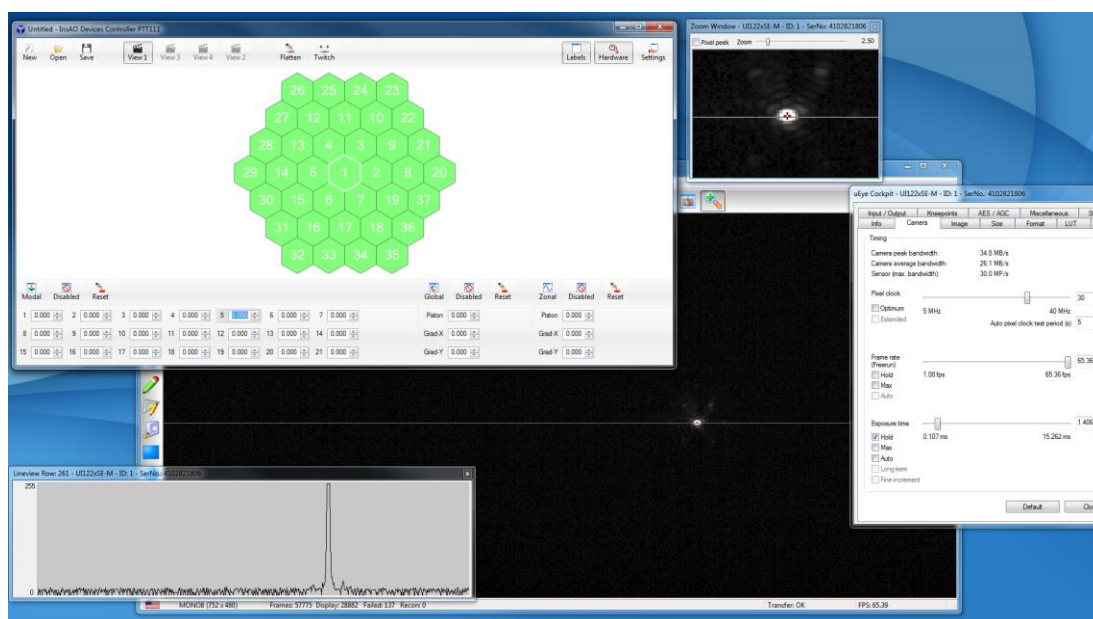 Untitled - IrisAO Devices Controller PTT111
New Open Save View 1 View 3 View 4 View 2 Flatten Twitch Labels Hardware Settings
26 25 24 23
27 12 11 10 22
28 13 4 3 9 21
29 14 5 1 2 8 20
30 15 6 7 19 37
31 16 17 18 36
32 33 34 35
Modal Disabled Reset Global Disabled Reset Zonal Disabled Reset
1 0.000 2 0.000 3 0.000 4 0.000 5 0.000 6 0.000 7 0.000 Piston 0.000 Piston 0.000
8 0.000 9 0.000 10 0.000 11 0.000 12 0.000 13 0.000 14 0.000 Grad-X 0.000 Grad-X 0.000
15 0.000 16 0.000 17 0.000 18 0.000 19 0.000 20 0.000 21 0.000 Grad-Y 0.000 Grad-Y 0.000
Zoom Window - UI122xSE-M - ID: 1 - SerNo: 4102821806
Pixel peek Zoom 2.50
uEye Cockpit - UI122xSE-M - ID: 1 - SerNo.: 4102821806
Input / Output Kneepoints AES / AGC Miscellaneous
Info Camera Image Size Format LUT
Timing
Camera peak bandwidth: 34.8 MB/s
Camera average bandwidth: 26.1 MB/s
Sensor (max. bandwidth): 30.0 MP/s
Pixel clock 30
Optimum 5 MHz 40 MHz
Extended Auto pixel clock test period (s) 5
Frame rate (Freerun) 65.36
Hold 1.08 fps 65.36 fps
Max
Auto
Exposure time 1.406
Hold 0.107 ms 15.262 ms
Max
Auto
Long-term
Fine increment
Default Clo
Lineview Row: 261 - UI122xSE-M - ID: 1 - SerNo.: 4102821806
255
0
MONO8 (752 x 480) Frames: 57775 Display: 28882 Failed: 137 Recon: 0 Transfer: OK FPS: 65.39